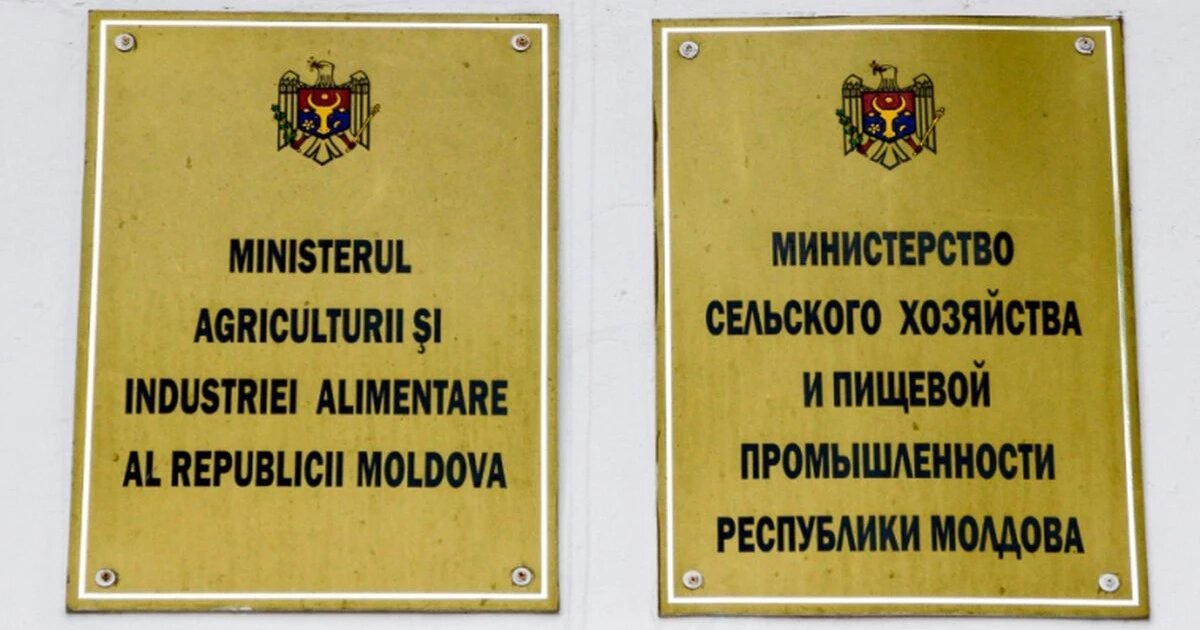 MINISTERUL
AGRICULTURII ŞI
INDUSTRIEI ALIMENTARE
AL REPUBLICII MOLDOVA
МИНИСТЕРСТВО
СЕЛЬСКОГО ХОЗЯЙСТВА
И ПИЩЕВОЙ
ПРОМЫШЛЕННОСТИ
РЕСПУБЛИКИ МОЛДОВА